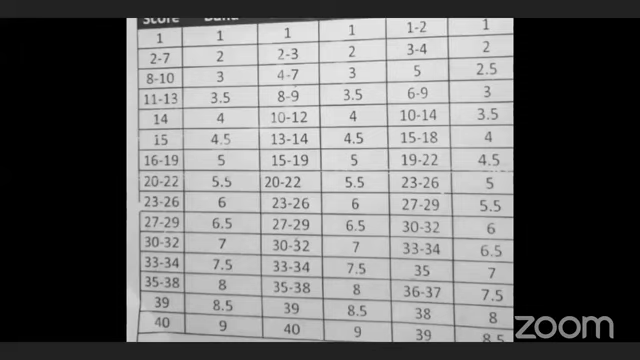 Score Band
1 1 1 1 1-2 1
2-7 2 2-3 2 3-4 2
8-10 3 4-7 3 5 2.5
11-13 3.5 8-9 3.5 6-9 3
14 4 10-12 4 10-14 3.5
15 4.5 13-14 4.5 15-18 4
16-19 5 15-19 5 19-22 4.5
20-22 5.5 20-22 5.5 23-26 5
23-26 6 23-26 6 27-29 5.5
27-29 6.5 27-29 6.5 30-32 6
30-32 7 30-32 7 33-34 6.5
33-34 7.5 33-34 7.5 35 7
35-38 8 35-38 8 36-37 7.5
39 8.5 39 8.5 38 8
40 9 40 9 39 8.5
zoom